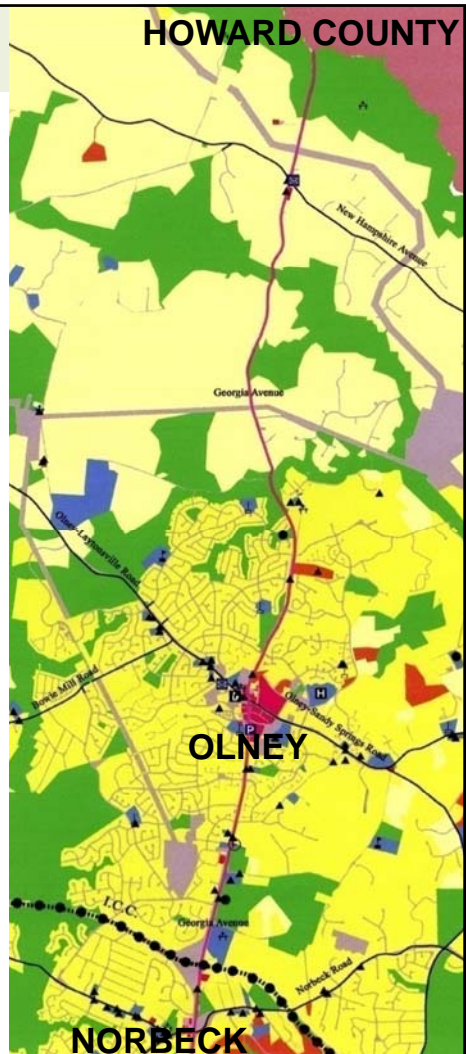 HOWARD COUNTY
New Hampshire Avenue
Georgia Avenue
Olney-Laytonsville Road
Bowie Mill Road
H
Olney-Sandy Springs Road
P
OLNEY
I.C.C.
Georgia Avenue
Norbeck Road
NORBECK